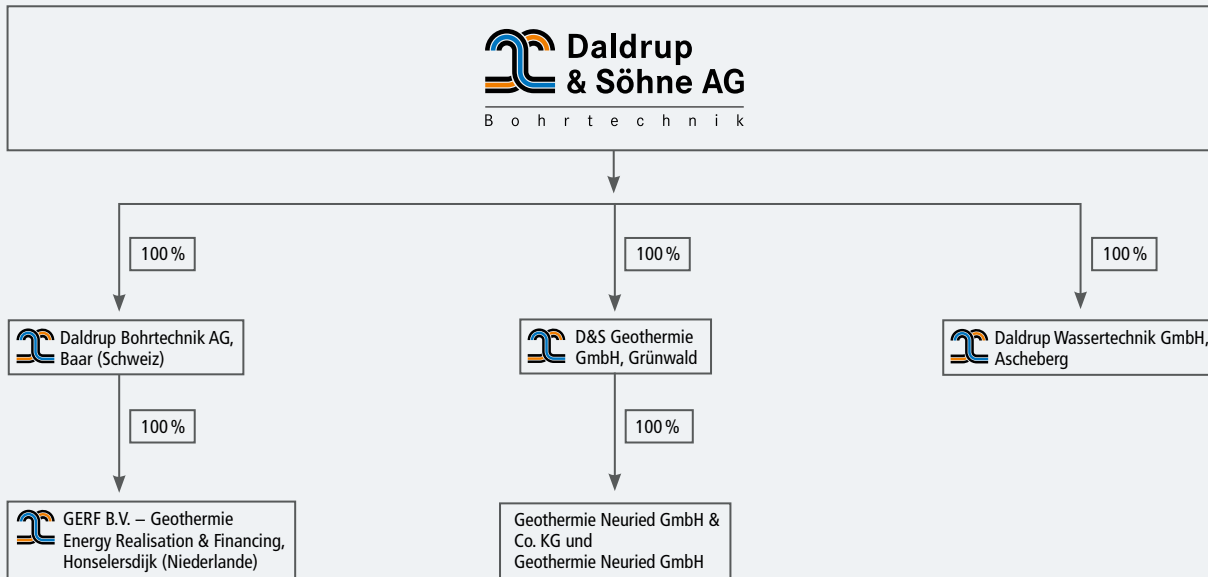 Daldrup
& Söhne AG
Bohrtechnik
100 %
100 %
100 %
Daldrup Bohrtechnik AG,
Baar (Schweiz)
D&S Geothermie
GmbH, Grünwald
Daldrup Wassertechnik GmbH,
Ascheberg
100 %
100 %
GERF B.V. – Geothermie
Energy Realisation & Financing,
Honselersdijk (Niederlande)
Geothermie Neuried GmbH &
Co. KG und
Geothermie Neuried GmbH